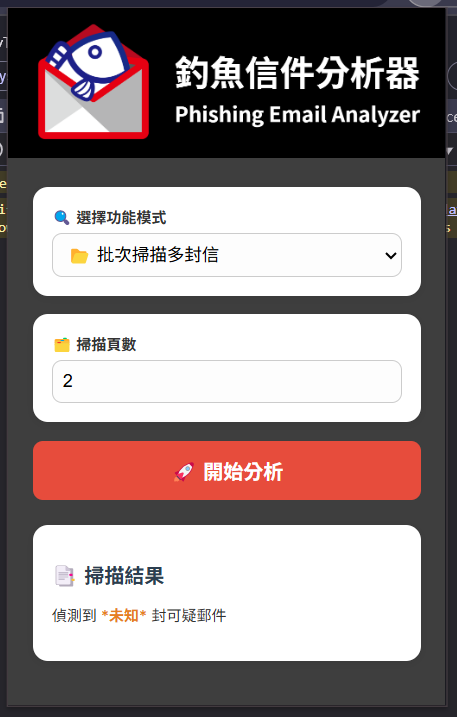 釣魚信件分析器
Phishing Email Analyzer
🔍 選擇功能模式
📂 批次掃描多封信
🗂️ 掃描頁數
2
🚀 開始分析
📑 掃描結果
偵測到 *未知* 封可疑郵件